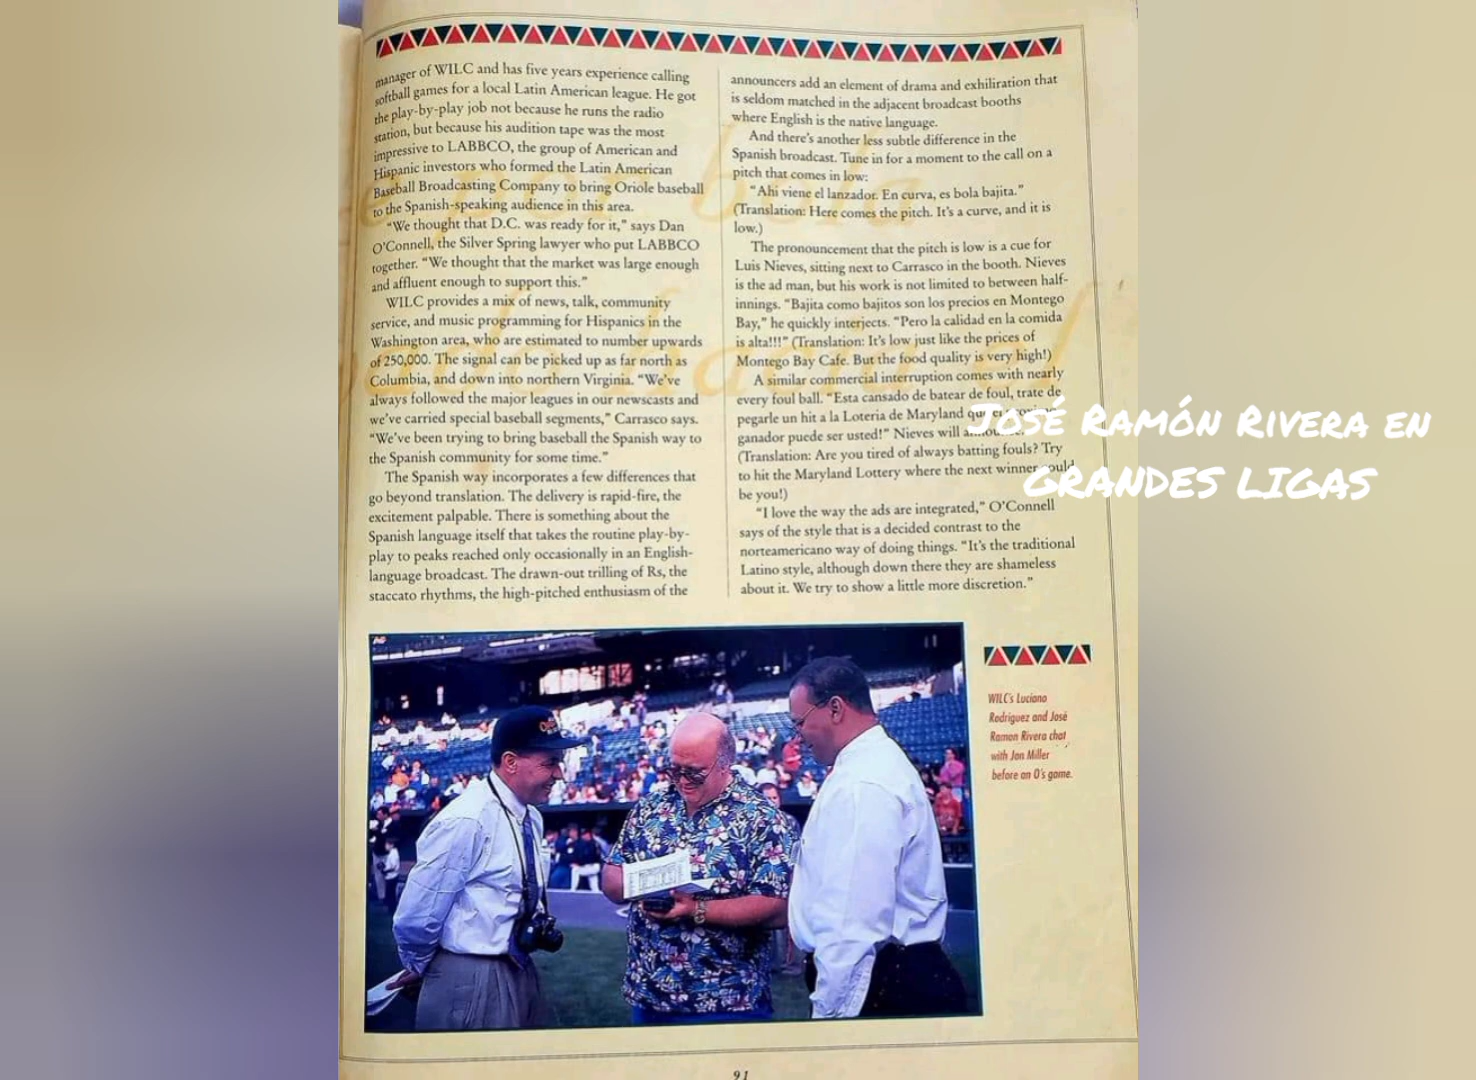 manager of WILC and has five years experience calling
softball games for a local Latin American league. He got
the play-by-play job not because he runs the radio
station, but because his audition tape was the most
impressive to LABBCO, the group of American and
Hispanic investors who formed the Latin American
Baseball Broadcasting Company to bring Oriole baseball
to the Spanish-speaking audience in this area.
"We thought that D.C. was ready for it," says Dan
O'Connell, the Silver Spring lawyer who put LABBCO
together. "We thought that the market was large enough
and affluent enough to support this."
WILC provides a mix of news, talk, community
service, and music programming for Hispanics in the
Washington area, who are estimated to number upwards
of 250,000. The signal can be picked up as far north as
Columbia, and down into northern Virginia. "We've
always followed the major leagues in our newscasts and
we've carried special baseball segments," Carrasco says.
"We've been trying to bring baseball the Spanish way to
the Spanish community for some time."
The Spanish way incorporates a few differences that
go beyond translation. The delivery is rapid-fire, the
excitement palpable. There is something about the
Spanish language itself that takes the routine play-by-
play to peaks reached only occasionally in an English-
language broadcast. The drawn-out trilling of Rs, the
staccato rhythms, the high-pitched enthusiasm of the
announcers add an element of drama and exhiliration that
is seldom matched in the adjacent broadcast booths
where English is the native language.
And there's another less subtle difference in the
Spanish broadcast. Tune in for a moment to the call on a
pitch that comes in low:
"Ahi viene el lanzador. En curva, es bola bajita."
(Translation: Here comes the pitch. It's a curve, and it is
low.)
The pronouncement that the pitch is low is a cue for
Luis Nieves, sitting next to Carrasco in the booth. Nieves
is the ad man, but his work is not limited to between half-
innings. "Bajita como bajitos son los precios en Montego
Bay," he quickly interjects. "Pero la calidad en la comida
is alta!!!" (Translation: It's low just like the prices of
Montego Bay Cafe. But the food quality is very high!)
A similar commercial interruption comes with nearly
every foul ball. "Esta cansado de batear de foul, trate de
pegarle un hit a la Loteria de Maryland
ganador puede ser usted!" Nieves will
(Translation: Are you tired of always batting fouls? Try
to hit the Maryland Lottery where the next winner could
be you!)
"I love the way the ads are integrated," O'Connell
says of the style that is a decided contrast to the
norteamericano way of doing things. "It's the traditional
Latino style, although down there they are shameless
about it. We try to show a little more discretion."
José Ramón Rivera en
Grandes Ligas
WILC's Luciano
Rodriguez and José
Ramon Rivera chat
with Jon Miller
before an O's game.
91